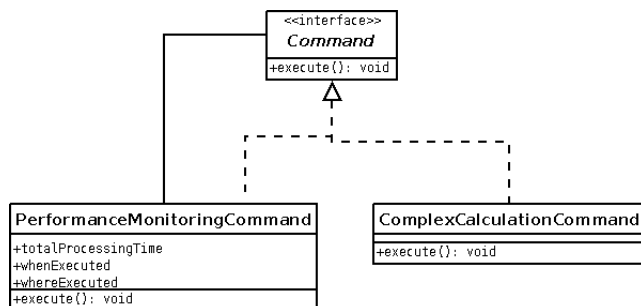 <<interface>>
Command
+execute(): void
PerformanceMonitoringCommand
+totalProcessingTime
+whenExecuted
+whereExecuted
+execute(): void
ComplexCalculationCommand
+execute(): void